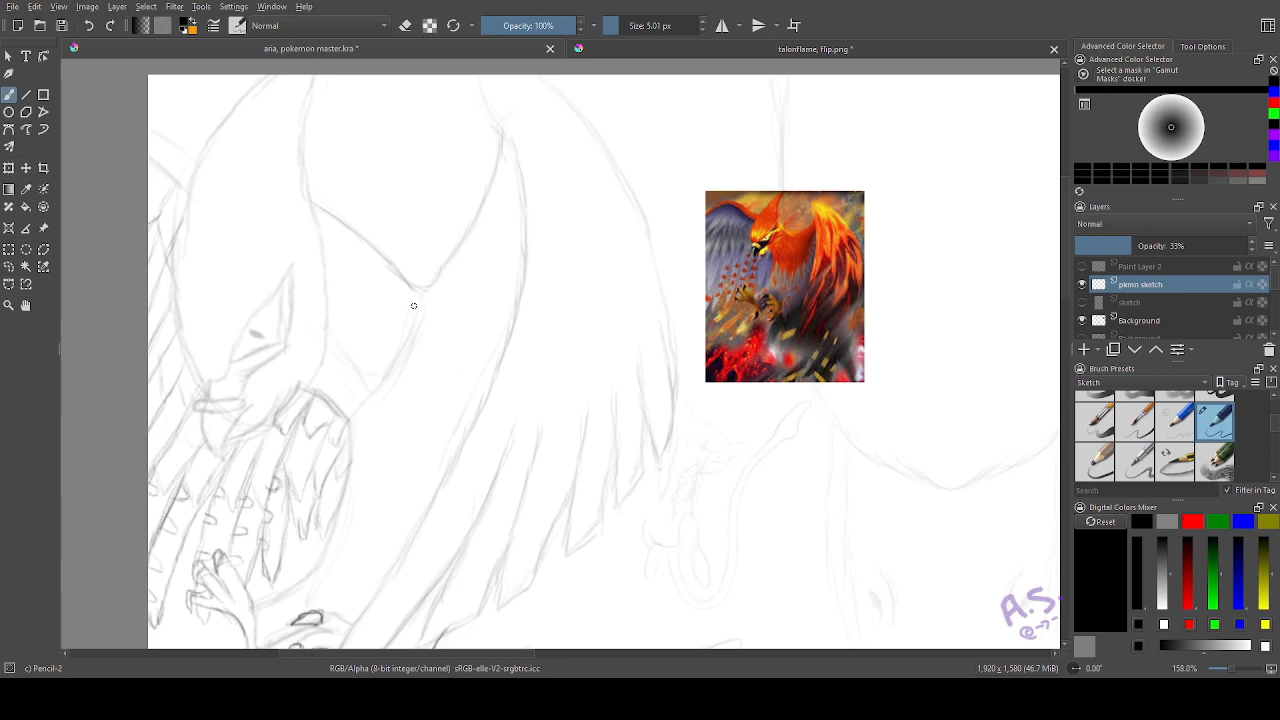 File Edit View Image Layer Select Filter Tools Settings Window Help
Normal Opacity: 100% Size: 5.01 px
aria, pokemon master.kra * talonflame, flip.png *
Advanced Color Selector Tool Options
Advanced Color Selector
Select a mask in "Gamut
Masks" docker
Layers
Normal
Opacity: 33%
Paint Layer 2
pkmn sketch
sketch
Background
Brush Presets
Sketch Tag
Search Filter in Tag
Digital Colors Mixer
Reset
A.S.
c) Pencil-2 RGB/Alpha (8-bit integer/channel) sRGB-elle-V2-srgbtrc.icc 1,920 x 1,580 (46.7 MiB) 0.00° 158.0%